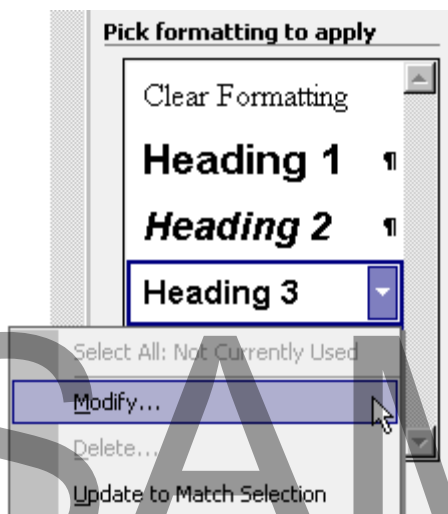 Pick formatting to apply
Clear Formatting
Heading 1 ¶
Heading 2 ¶
Heading 3
Select All: Not Currently Used
Modify...
Delete...
Update to Match Selection
SAM